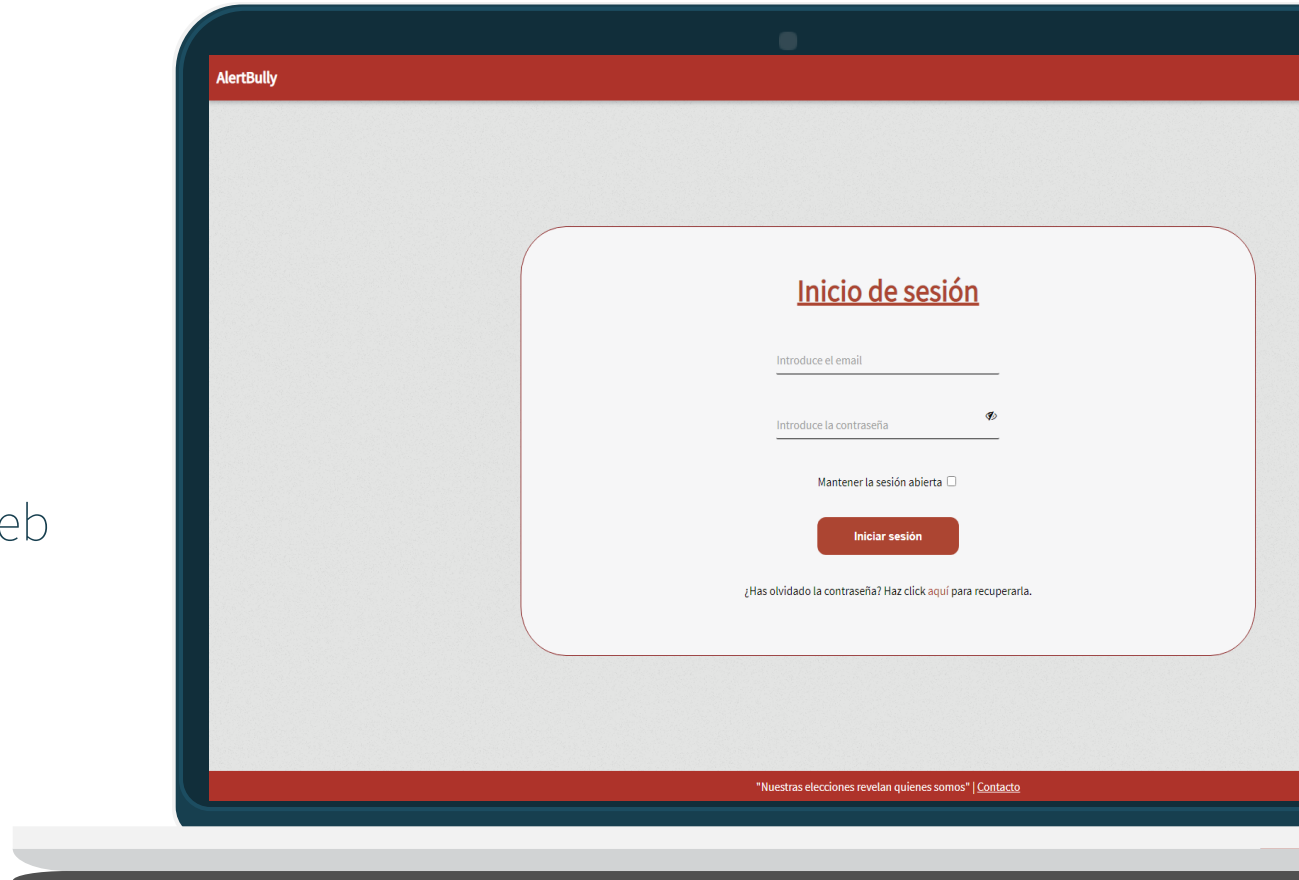 AlertBully
Inicio de sesión
Introduce el email
Introduce la contraseña
eb
Mantener la sesión abierta
Iniciar sesión
¿Has olvidado la contraseña? Haz click aquí para recuperarla.
"Nuestras elecciones revelan quienes somos" | Contacto